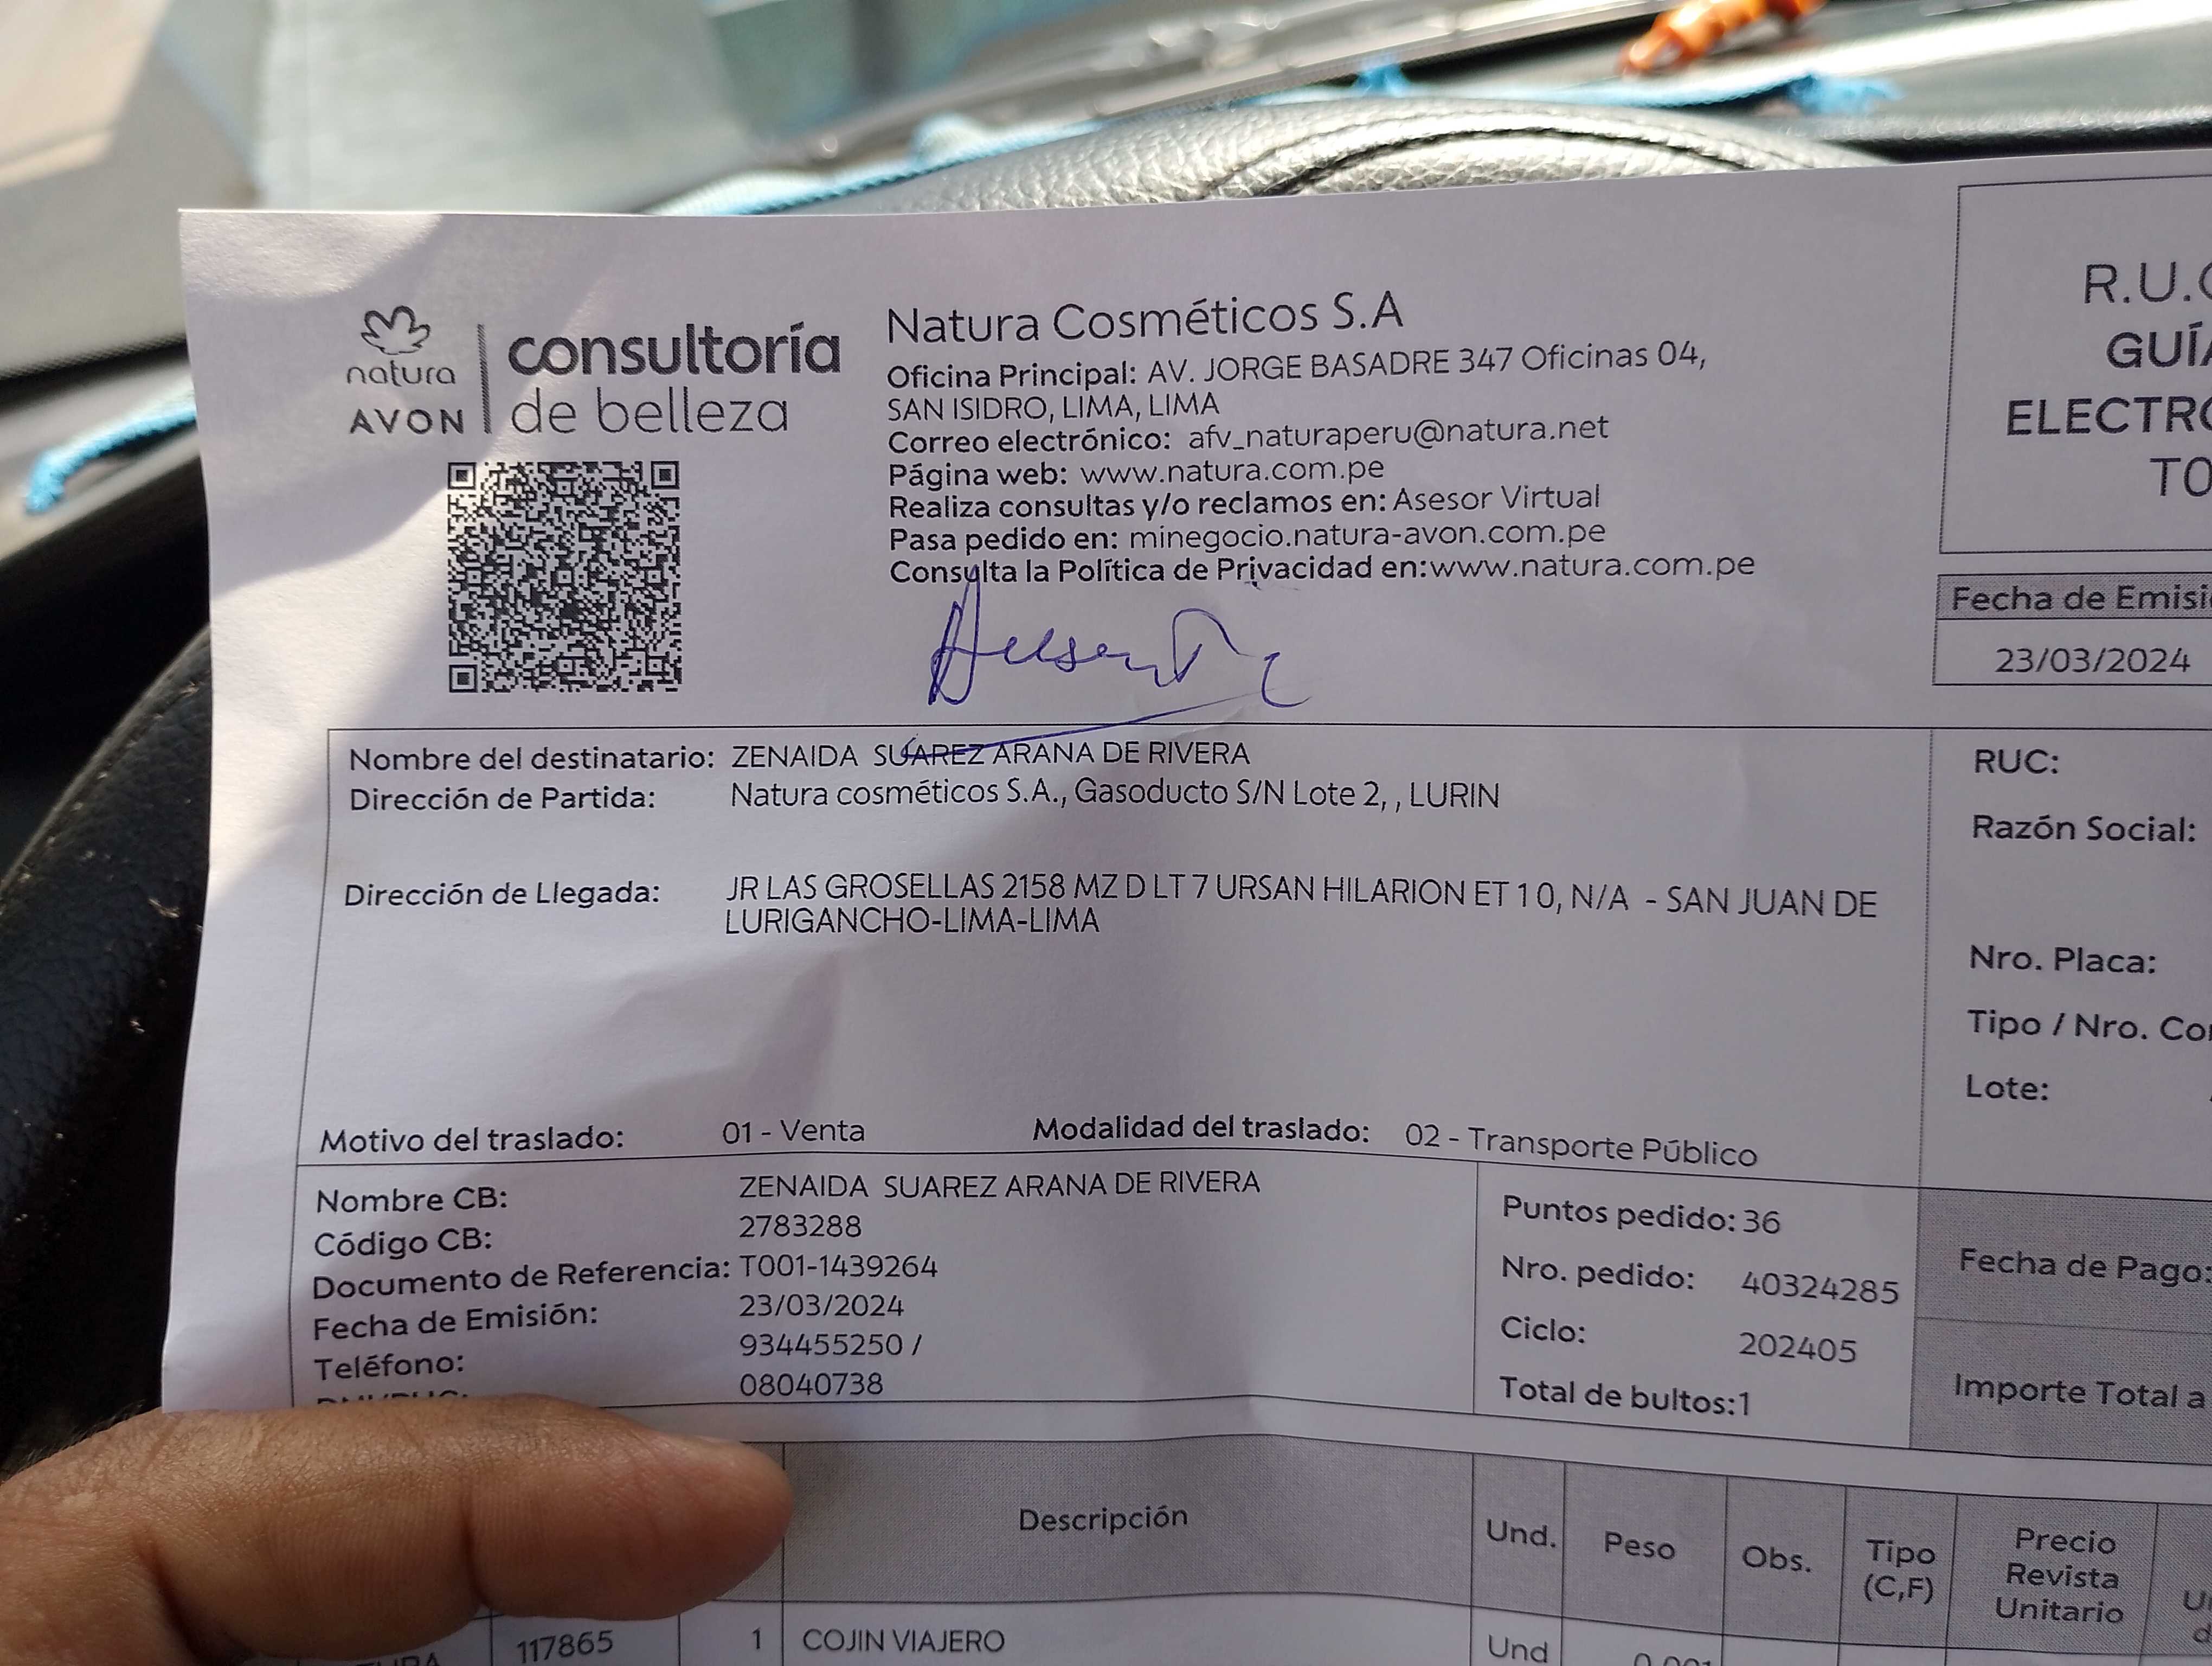 natura
AVON
consultoría
de belleza
Natura Cosméticos S.A
Oficina Principal: AV. JORGE BASADRE 347 Oficinas 04,
SAN ISIDRO, LIMA, LIMA
Correo electrónico: afv_naturaperu@natura.net
Página web: www.natura.com.pe
Realiza consultas y/o reclamos en: Asesor Virtual
Pasa pedido en: minegocio.natura-avon.com.pe
Consulta la Política de Privacidad en:www.natura.com.pe
R.U.
GUÍ
ELECTR
T0
Fecha de Emisi
23/03/2024
Nombre del destinatario: ZENAIDA SUAREZ ARANA DE RIVERA
Dirección de Partida: Natura cosméticos S.A., Gasoducto S/N Lote 2, , LURIN
Dirección de Llegada: JR LAS GROSELLAS 2158 MZ D LT 7 URSAN HILARION ET 1 0, N/A - SAN JUAN DE
LURIGANCHO-LIMA-LIMA
Motivo del traslado: 01 - Venta Modalidad del traslado: 02 - Transporte Público
RUC:
Razón Social:
Nro. Placa:
Tipo / Nro. Co
Lote:
Nombre CB: ZENAIDA SUAREZ ARANA DE RIVERA
Código CB: 2783288
Documento de Referencia: T001-1439264
Fecha de Emisión: 23/03/2024
Teléfono: 934455250 /
08040738
Puntos pedido: 36
Nro. pedido: 40324285
Ciclo: 202405
Total de bultos:1
Fecha de Pago:
Importe Total a
Descripción Und. Peso Obs. Tipo (C,F) Precio Revista Unitario
117865 1 COJIN VIAJERO Und